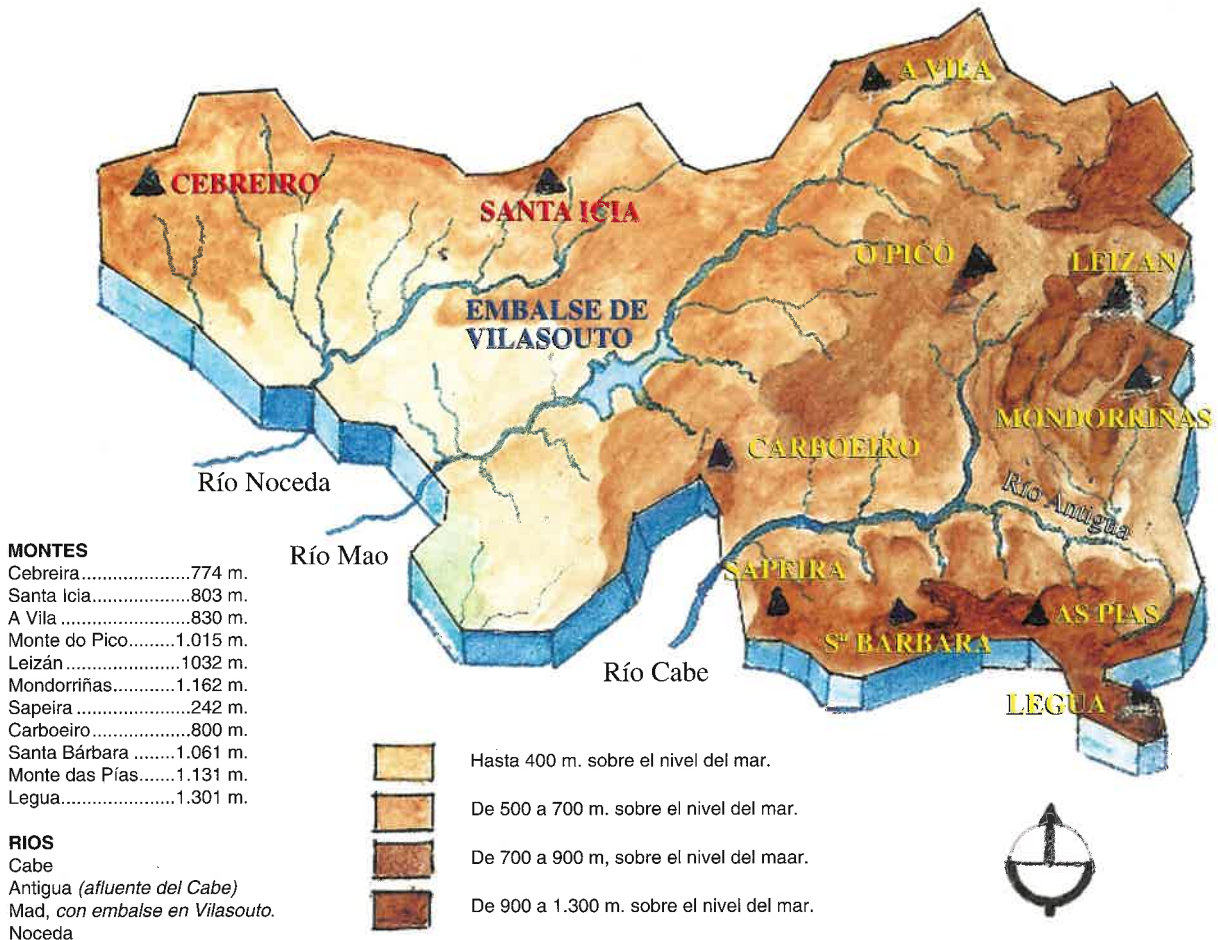 A VILA
CEBREIRO
SANTA ICIA
O PICO
LEIZAN
EMBALSE DE
VILASOUTO
MONDORRIÑAS
CARBOEIRO
Río Noceda
Río Antigua
Río Mao
SAPEIRA
AS PIAS
Sª BARBARA
Río Cabe
LEGUA
MONTES
Cebreira.....................774 m.
Santa Icia...................803 m.
A Vila ........................830 m.
Monte do Pico........1.015 m.
Leizán ......................1032 m.
Mondorriñas...........1.162 m.
Sapeira .....................242 m.
Carboeiro...................800 m.
Santa Bárbara .......1.061 m.
Monte das Pías.......1.131 m.
Legua......................1.301 m.
RIOS
Cabe
Antigua (afluente del Cabe)
Mad, con embalse en Vilasouto.
Noceda
Hasta 400 m. sobre el nivel del mar.
De 500 a 700 m. sobre el nivel del mar.
De 700 a 900 m, sobre el nivel del maar.
De 900 a 1.300 m. sobre el nivel del mar.